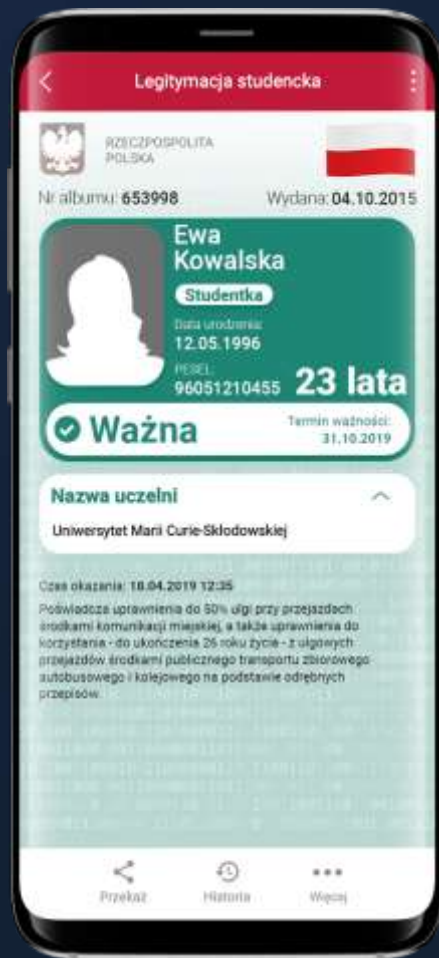 Legitymacja studencka
RZECZPOSPOLITA
POLSKA
Nr albumu: 653998
Wydana: 04.10.2015
Ewa
Kowalska
Studentka
Data urodzenia:
12.05.1996
PESEL:
96051210455
23 lata
Ważna
Termin ważności:
31.10.2019
Nazwa uczelni
Uniwersytet Marii Curie-Skłodowskiej
Czas okazania: 18.04.2019 12:35
Poświadcza uprawnienia do 50% ulgi przy przejazdach
środkami komunikacji miejskiej, a także uprawnienia do
korzystania - do ukończenia 26 roku życia - z ulgowych
przejazdów środkami publicznego transportu zbiorowego
autobusowego i kolejowego na podstawie odrębnych
przepisów.
Przekaż
Historia
Więcej